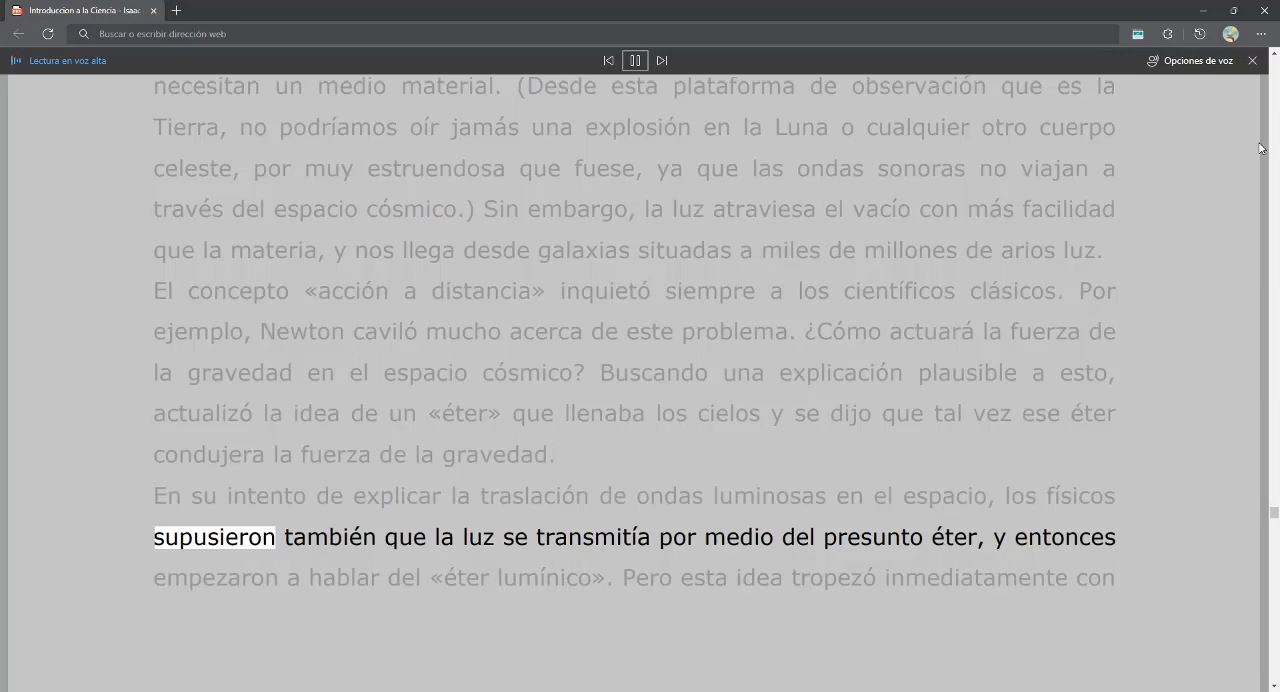 Introduccion a la Ciencia - Isaac
Buscar o escribir dirección web
Lectura en voz alta
Opciones de voz
necesitan un medio material. (Desde esta plataforma de observación que es la
Tierra, no podríamos oír jamás una explosión en la Luna o cualquier otro cuerpo
celeste, por muy estruendosa que fuese, ya que las ondas sonoras no viajan a
través del espacio cósmico.) Sin embargo, la luz atraviesa el vacío con más facilidad
que la materia, y nos llega desde galaxias situadas a miles de millones de arios luz.
El concepto «acción a distancia» inquietó siempre a los científicos clásicos. Por
ejemplo, Newton caviló mucho acerca de este problema. ¿Cómo actuará la fuerza de
la gravedad en el espacio cósmico? Buscando una explicación plausible a esto,
actualizó la idea de un «éter» que llenaba los cielos y se dijo que tal vez ese éter
condujera la fuerza de la gravedad.
En su intento de explicar la traslación de ondas luminosas en el espacio, los físicos
supusieron también que la luz se transmitía por medio del presunto éter, y entonces
empezaron a hablar del «éter lumínico». Pero esta idea tropezó inmediatamente con